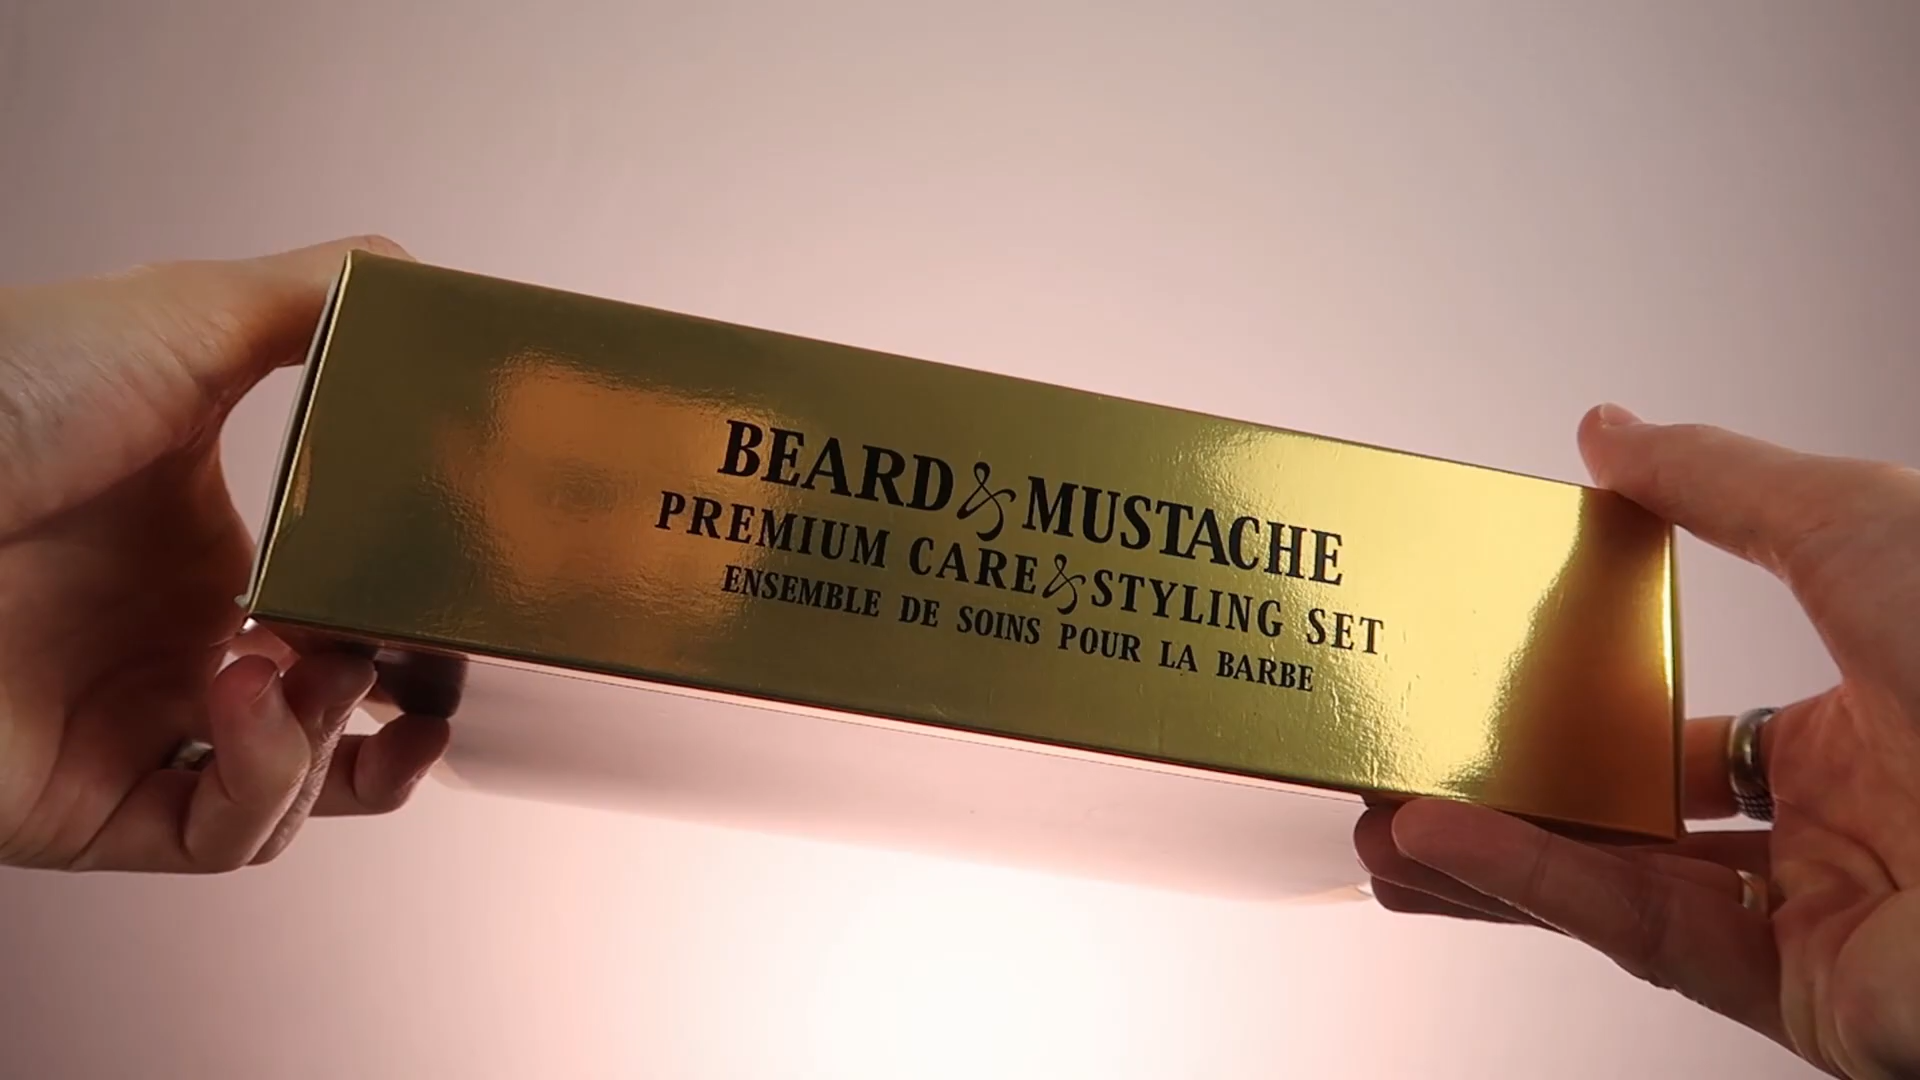 BEARD & MUSTACHE
PREMIUM CARE & STYLING SET
ENSEMBLE DE SOINS POUR LA BARBE